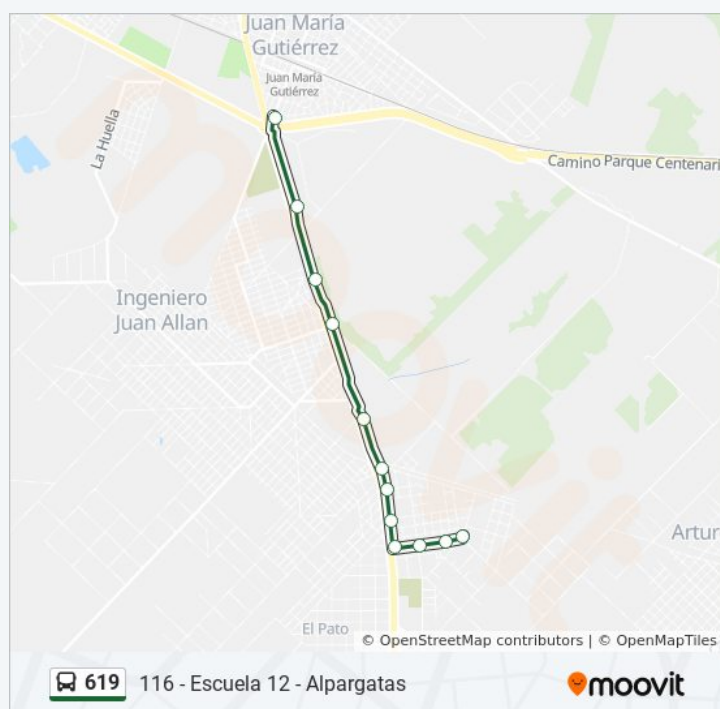 Juan María
Gutiérrez
Juan María
Gutiérrez
La Huella
Camino Parque Centenari
Ingeniero
Juan Allan
Artur
El Pato
© OpenStreetMap contributors | © OpenMapTiles
619 116 - Escuela 12 - Alpargatas
moovit
moovit